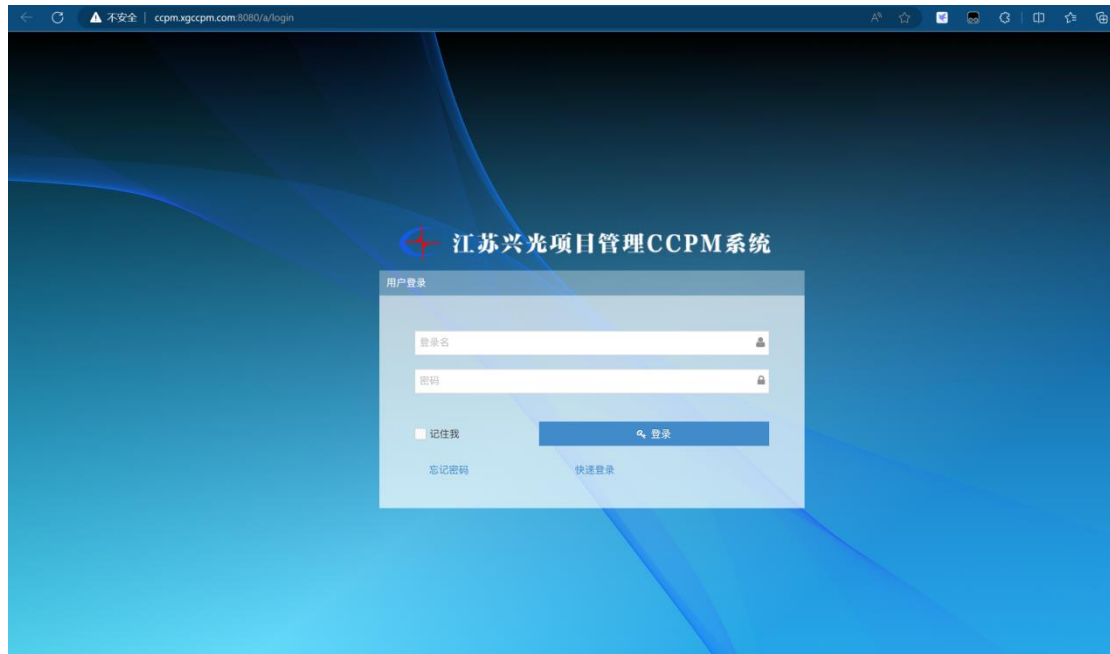 不安全 | ccpm.xgccpm.com:8080/a/login
江苏兴光项目管理CCPM系统
用户登录
登录名
密码
记住我
登录
忘记密码
快速登录